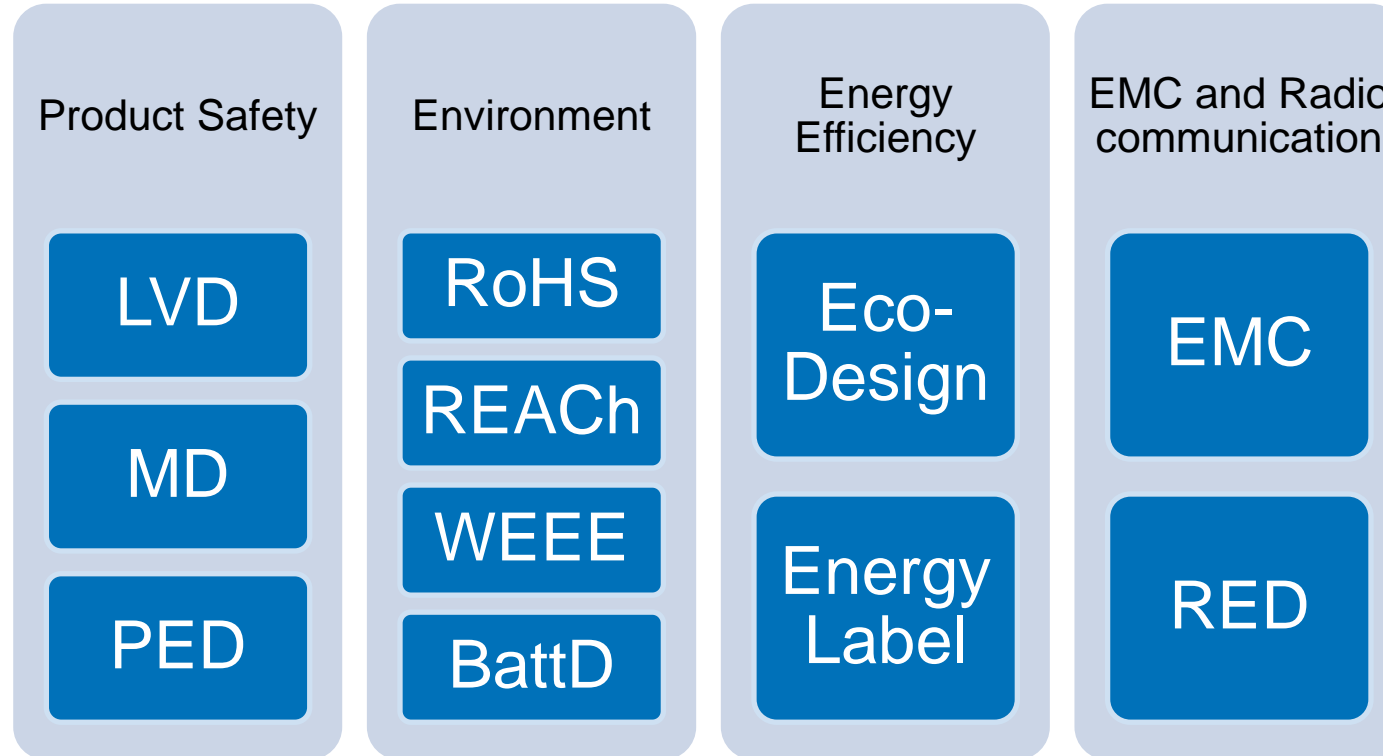 Product Safety
LVD
MD
PED
Environment
RoHS
REACh
WEEE
BattD
Energy
Efficiency
Eco-
Design
Energy
Label
EMC and Radio
communication
EMC
RED